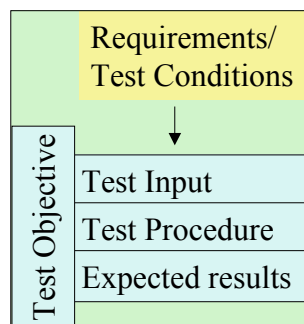 Requirements/
Test Conditions
Test Objective
Test Input
Test Procedure
Expected results